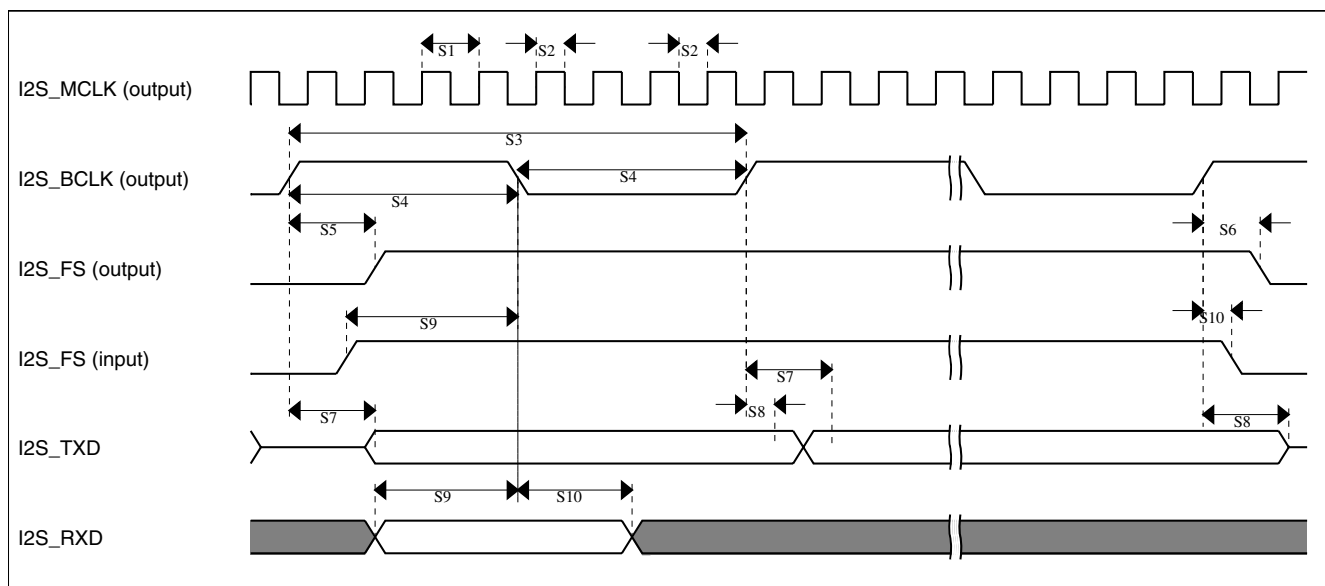 S1 S2 S2
I2S_MCLK (output)
S3
I2S_BCLK (output)
S4
S4
S5 S6
I2S_FS (output)
S9 S10
I2S_FS (input)
S7
S7 S8 S8
I2S_TXD
S9 S10
I2S_RXD